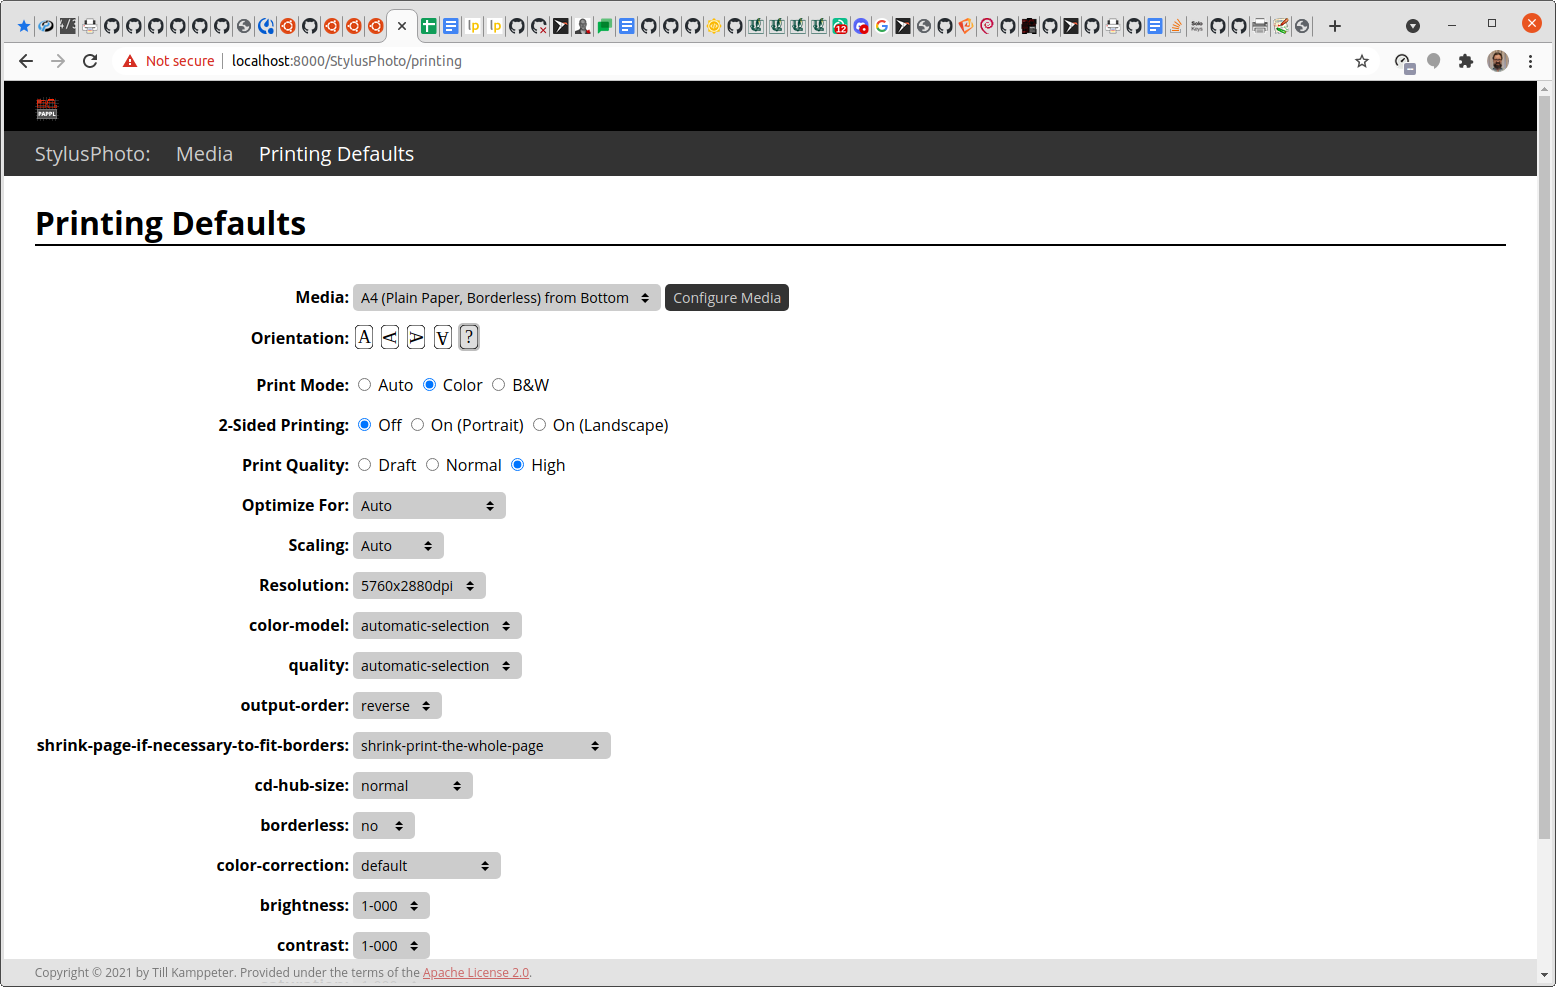 Not secure localhost:8000/StylusPhoto/printing
PAPPL
StylusPhoto: Media Printing Defaults
Printing Defaults
Media: A4 (Plain Paper, Borderless) from Bottom Configure Media
Orientation: A A A A ?
Print Mode: Auto Color B&W
2-Sided Printing: Off On (Portrait) On (Landscape)
Print Quality: Draft Normal High
Optimize For: Auto
Scaling: Auto
Resolution: 5760x2880dpi
color-model: automatic-selection
quality: automatic-selection
output-order: reverse
shrink-page-if-necessary-to-fit-borders: shrink-print-the-whole-page
cd-hub-size: normal
borderless: no
color-correction: default
brightness: 1-000
contrast: 1-000
Copyright © 2021 by Till Kamppeter. Provided under the terms of the Apache License 2.0.